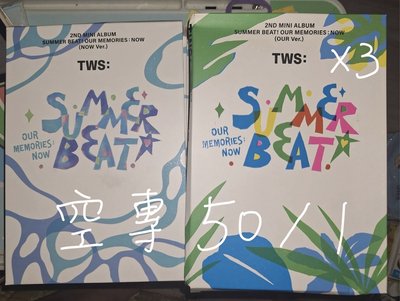 2ND MINI ALBUM
SUMMER BEAT! OUR MEMORIES : NOW
(NOW Ver.)
TWS:
SUMMER
OUR
MEMORIES:
NOW
BEAT!
2ND MINI ALBUM
SUMMER BEAT! OUR MEMORIES : NOW
(OUR Ver.)
TWS:
x3
SUMMER
OUR
MEMORIES:
NOW
BEAT!
空專 50/1